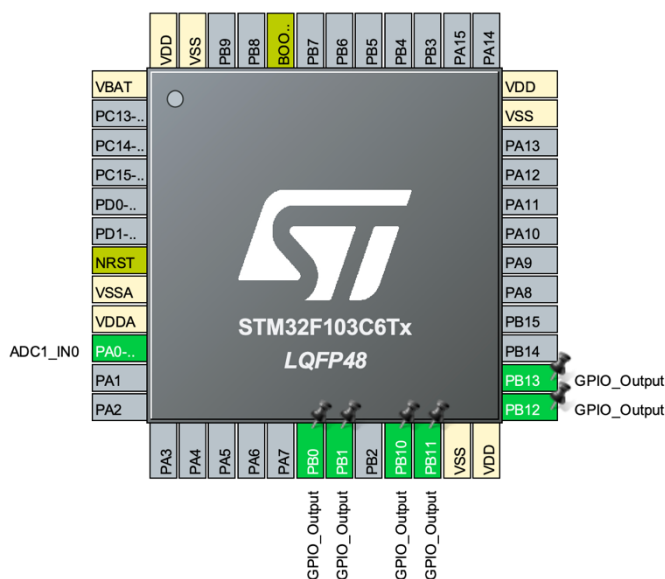 VDD
VSS
PB9
PB8
BOO..
PB7
PB6
PB5
PB4
PB3
PA15
PA14
VBAT
PC13-..
PC14-..
PC15-..
PD0-..
PD1-..
NRST
VSSA
VDDA
ADC1_IN0 PA0-..
PA1
PA2
ST
STM32F103C6Tx
LQFP48
VDD
VSS
PA13
PA12
PA11
PA10
PA9
PA8
PB15
PB14
PB13 GPIO_Output
PB12 GPIO_Output
PA3
PA4
PA5
PA6
PA7
PB0
PB1
PB2
PB10
PB11
VSS
VDD
GPIO_Output
GPIO_Output
GPIO_Output
GPIO_Output